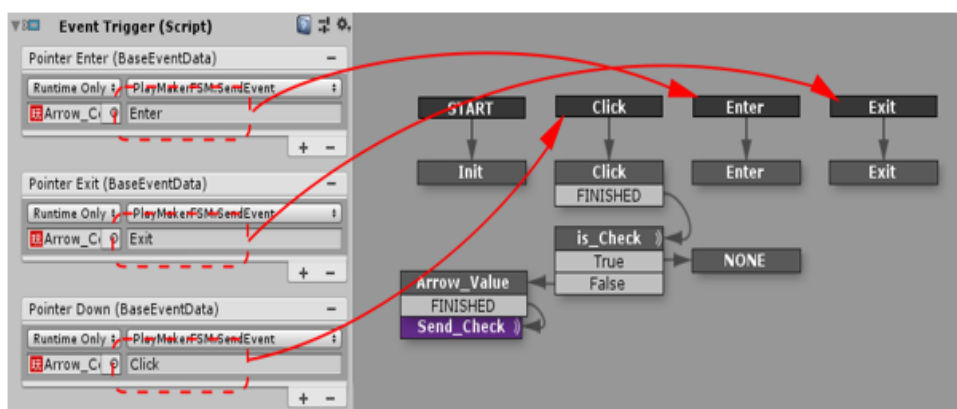 Event Trigger (Script)
Pointer Enter (BaseEventData)
Runtime Only PlayMakerFSM.SendEvent
Arrow_C Enter
Pointer Exit (BaseEventData)
Runtime Only PlayMakerFSM.SendEvent
Arrow_C Exit
Pointer Down (BaseEventData)
Runtime Only PlayMakerFSM.SendEvent
Arrow_C Click
START
Init
Click
Click
FINISHED
is_Check
True
False
Arrow_Value
FINISHED
Send_Check
NONE
Enter
Enter
Exit
Exit